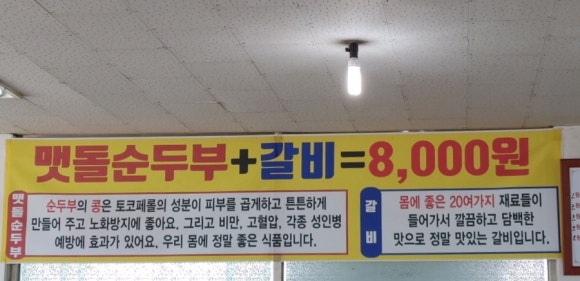 맷돌순두부+갈비=8,000원
맷돌순두부
순두부의 콩은 토코페롤의 성분이 피부를 곱게하고 튼튼하게
만들어 주고 노화방지에 좋아요. 그리고 비만, 고혈압, 각종 성인병
예방에 효과가 있어요. 우리 몸에 정말 좋은 식품입니다.
갈비
몸에 좋은 20여가지 재료들이
들어가서 깔끔하고 담백한
맛으로 정말 맛있는 갈비입니다.